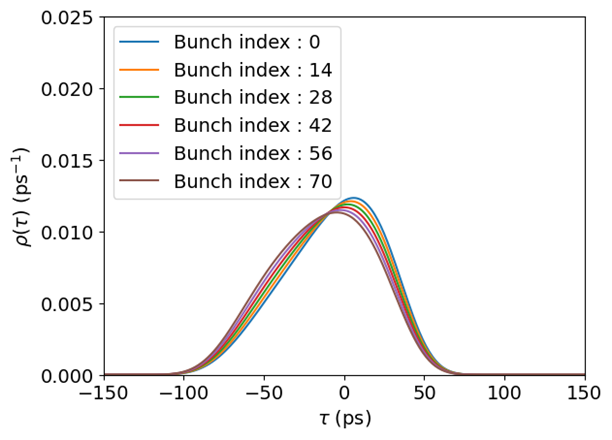 0.025
0.020
0.015
0.010
0.005
0.000
ρ(τ) (ps⁻¹)
Bunch index : 0
Bunch index : 14
Bunch index : 28
Bunch index : 42
Bunch index : 56
Bunch index : 70
−150 −100 −50 0 50 100 150
τ (ps)